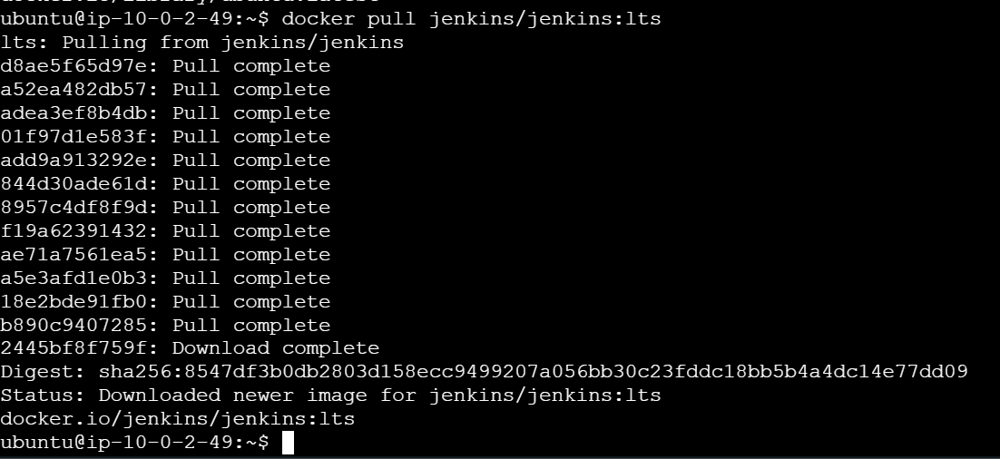 ubuntu@ip-10-0-2-49:~$ docker pull jenkins/jenkins:lts
lts: Pulling from jenkins/jenkins
d8ae5f65d97e: Pull complete
a52ea482db57: Pull complete
adea3ef8b4db: Pull complete
01f97d1e583f: Pull complete
add9a913292e: Pull complete
844d30ade61d: Pull complete
8957c4df8f9d: Pull complete
f19a62391432: Pull complete
ae71a7561ea5: Pull complete
a5e3afd1e0b3: Pull complete
18e2bde91fb0: Pull complete
b890c9407285: Pull complete
2445bf8f759f: Download complete
Digest: sha256:8547df3b0db2803d158ecc9499207a056bb30c23fddc18bb5b4a4dc14e77dd09
Status: Downloaded newer image for jenkins/jenkins:lts
docker.io/jenkins/jenkins:lts
ubuntu@ip-10-0-2-49:~$